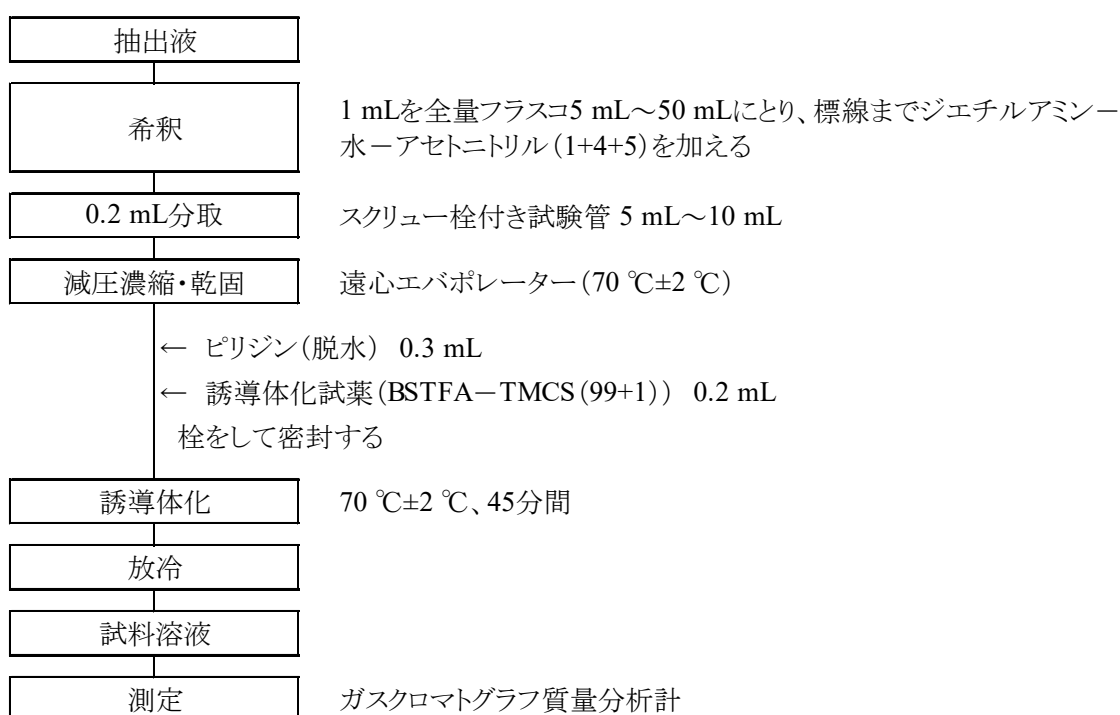 抽出液
希釈
1 mLを全量フラスコ5 mL～50 mLにとり、標線までジエチルアミン－
水－アセトニトリル（1+4+5）を加える
0.2 mL分取
スクリュー栓付き試験管 5 mL～10 mL
減圧濃縮・乾固
遠心エバポレーター（70 ℃±2 ℃）
← ピリジン（脱水） 0.3 mL
← 誘導体化試薬（BSTFA－TMCS（99+1）） 0.2 mL
栓をして密封する
誘導体化
70 ℃±2 ℃、45分間
放冷
試料溶液
測定
ガスクロマトグラフ質量分析計